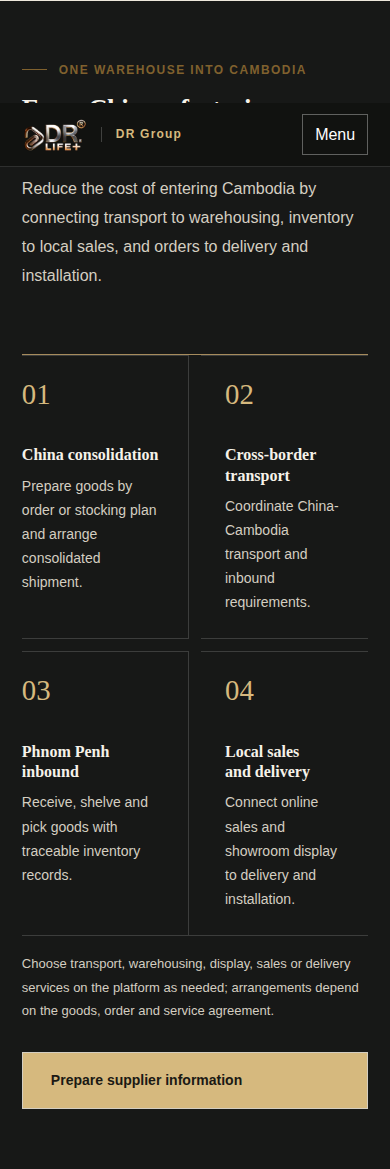 ONE WAREHOUSE INTO CAMBODIA
DR.®
LIFE+
DR Group
Menu
Reduce the cost of entering Cambodia by
connecting transport to warehousing, inventory
to local sales, and orders to delivery and
installation.
01
China consolidation
Prepare goods by
order or stocking plan
and arrange
consolidated
shipment.
02
Cross-border
transport
Coordinate China-
Cambodia
transport and
inbound
requirements.
03
Phnom Penh
inbound
Receive, shelve and
pick goods with
traceable inventory
records.
04
Local sales
and delivery
Connect online
sales and
showroom display
to delivery and
installation.
Choose transport, warehousing, display, sales or delivery
services on the platform as needed; arrangements depend
on the goods, order and service agreement.
Prepare supplier information